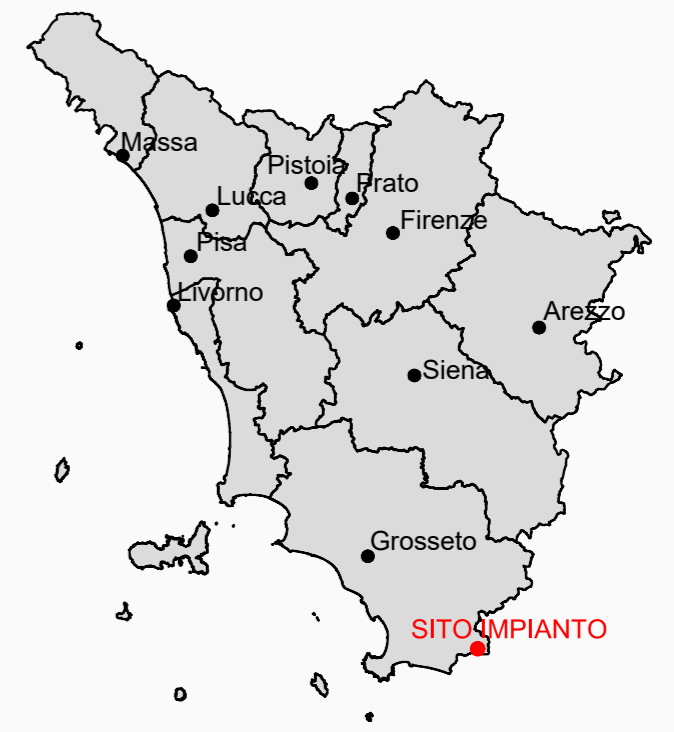 Massa
Pistoia
Prato
Lucca
Firenze
Pisa
Livorno
Arezzo
Siena
Grosseto
SITO IMPIANTO